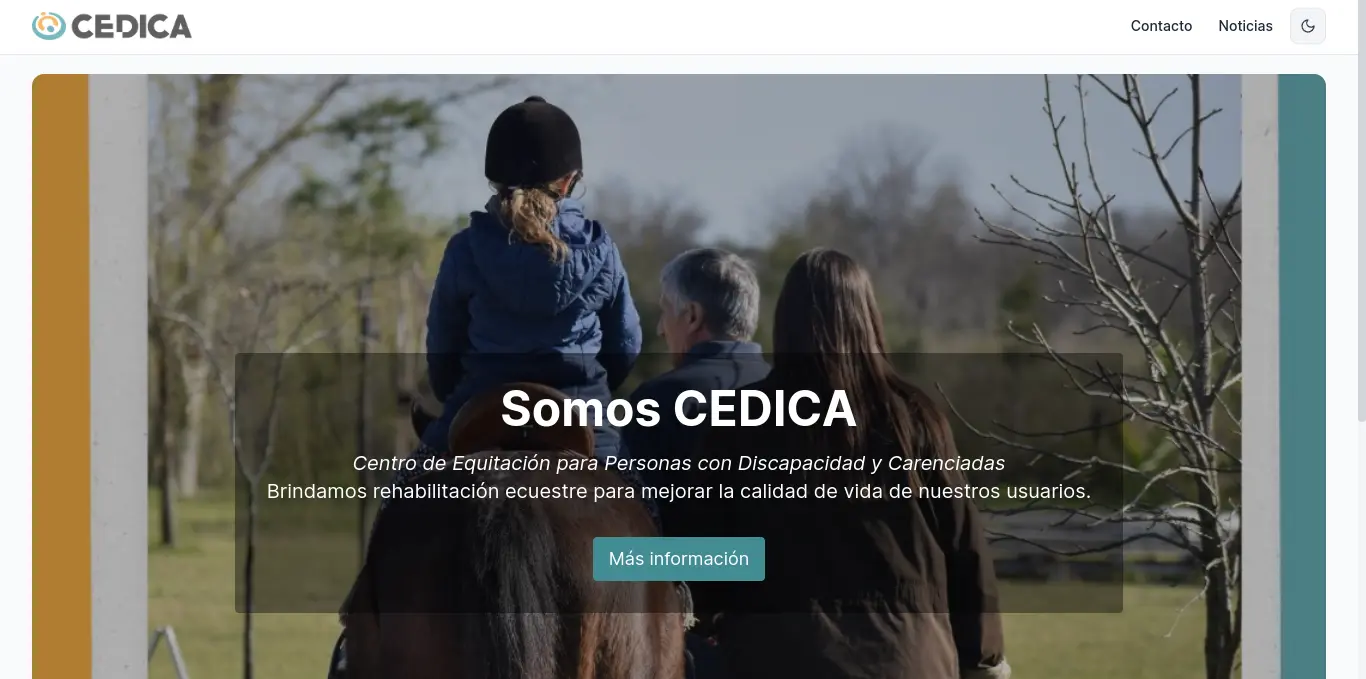 CEDICA
Contacto
Noticias
Somos CEDICA
Centro de Equitación para Personas con Discapacidad y Carenciadas
Brindamos rehabilitación ecuestre para mejorar la calidad de vida de nuestros usuarios.
Más información